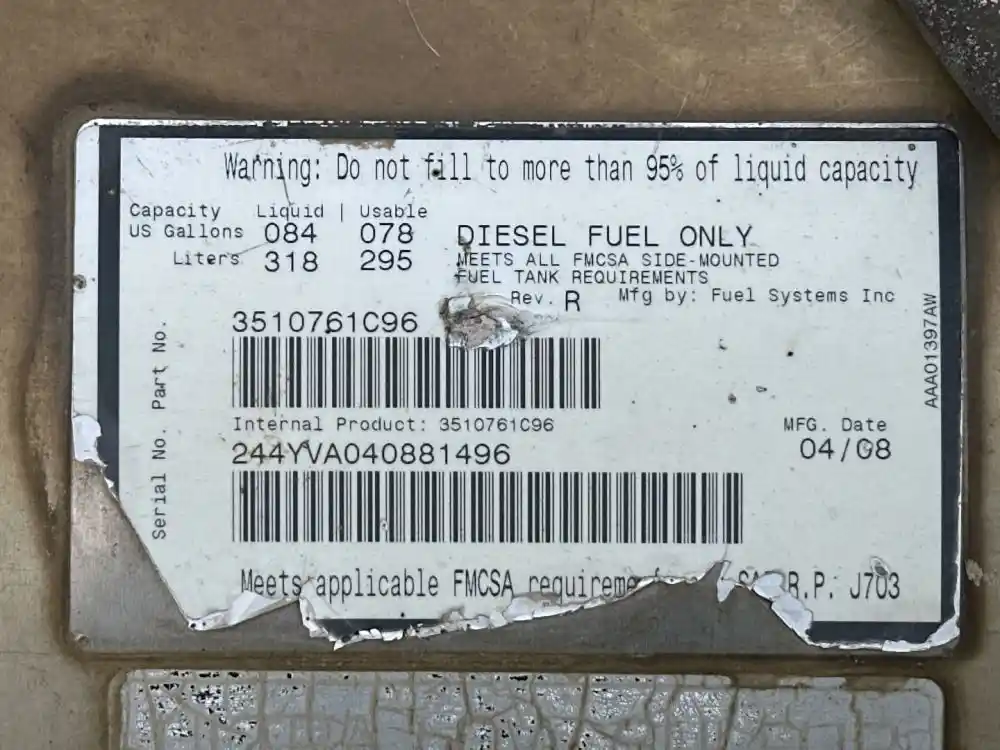 Warning: Do not fill to more than 95% of liquid capacity
Capacity Liquid | Usable
US Gallons 084 078
Liters 318 295
DIESEL FUEL ONLY
MEETS ALL FMCSA SIDE-MOUNTED
FUEL TANK REQUIREMENTS
Rev. R Mfg by: Fuel Systems Inc
Part No.
3510761C96
Internal Product: 3510761C96
Serial No.
244YVA040881496
MFG. Date
04/08
AAA01397AW
Meets applicable FMCSA R.P. J703